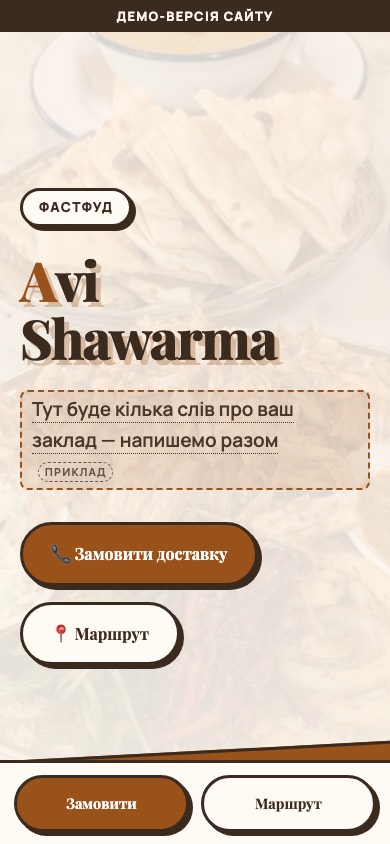 ДЕМО-ВЕРСІЯ САЙТУ
ФАСТФУД
Avi
Shawarma
Тут буде кілька слів про ваш
заклад — напишемо разом
ПРИКЛАД
📞 Замовити доставку
📍 Маршрут
Замовити
Маршрут